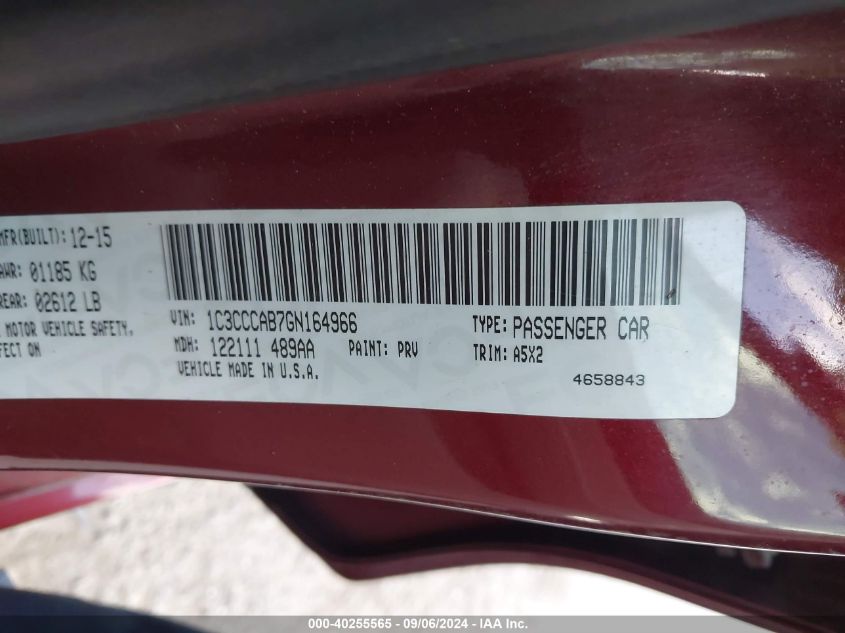 MFR(BUILT): 12-15
AWR: 01185 KG
REAR: 02612 LB
MOTOR VEHICLE SAFETY,
FECT ON
VIN: 1C3CCCAB7GN164966
TYPE: PASSENGER CAR
MDH: 122111 489AA
PAINT: PRV
TRIM: A5X2
VEHICLE MADE IN U.S.A.
4658843
000-40255565 - 09/06/2024 - IAA, Inc.